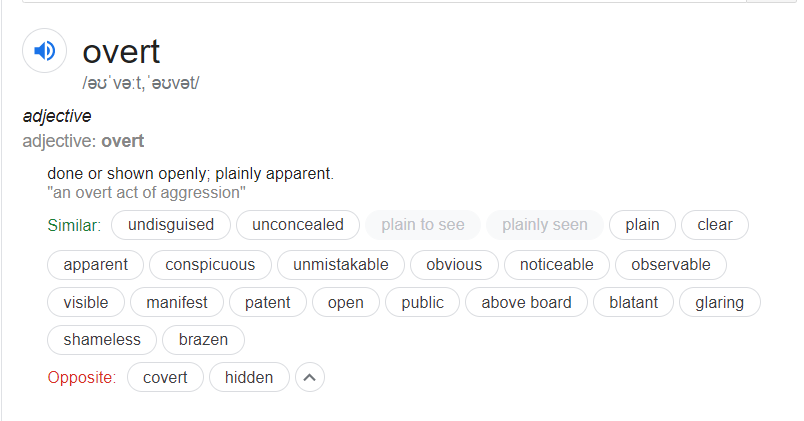 overt
/əʊˈvəːt,ˈəʊvət/
adjective
adjective: overt
done or shown openly; plainly apparent.
"an overt act of aggression"
Similar: undisguised unconcealed plain to see plainly seen plain clear
apparent conspicuous unmistakable obvious noticeable observable
visible manifest patent open public above board blatant glaring
shameless brazen
Opposite: covert hidden